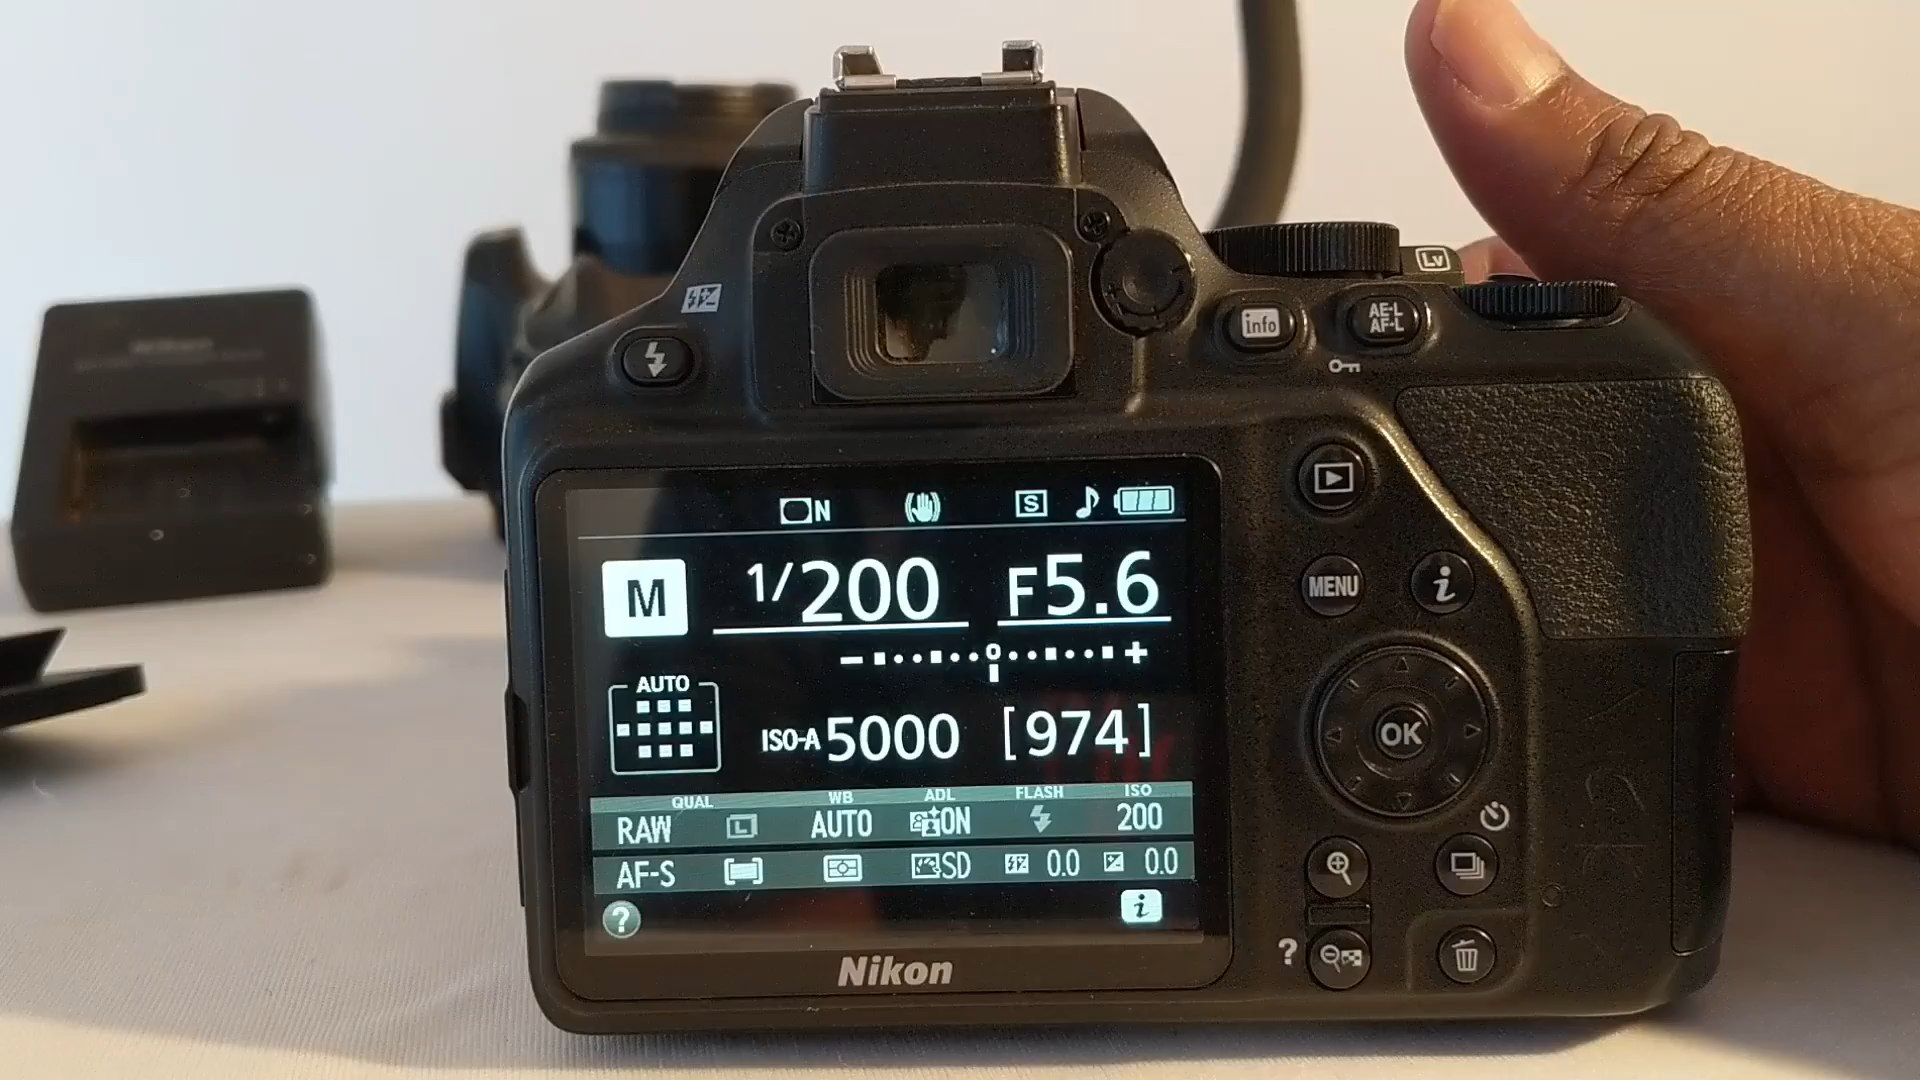 Nikon
Lv
info
AE-L
AF-L
N
S
M 1/200 F5.6
AUTO
ISO-A 5000 [974]
QUAL WB ADL FLASH ISO
RAW L AUTO ON 200
AF-S SD 0.0 0.0
? i
Nikon
MENU i
OK
?